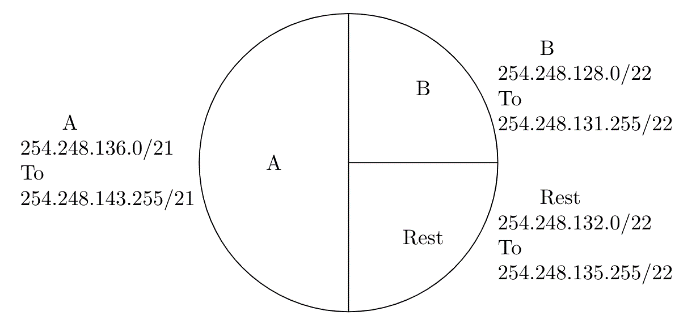 A
254.248.136.0/21
To
254.248.143.255/21
A
B
Rest
B
254.248.128.0/22
To
254.248.131.255/22
Rest
254.248.132.0/22
To
254.248.135.255/22